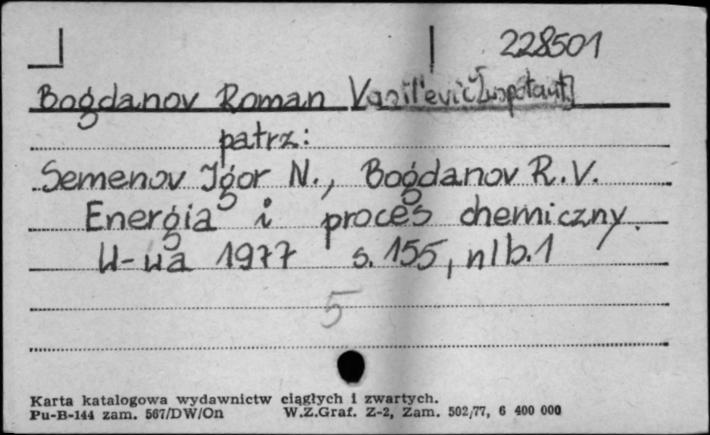 228501
Bogdanov Roman Vasil'evič [współaut.]
patrz:
Semenov Igor N., Bogdanov R.V.
Energia i proces chemiczny.
W-wa 1977 s. 155, nlb. 1
5
Karta katalogowa wydawnictw ciągłych i zwartych.
Pu-B-144 zam. 567/DW/On W.Z.Graf. Z-2, Zam. 502/77, 6 400 000